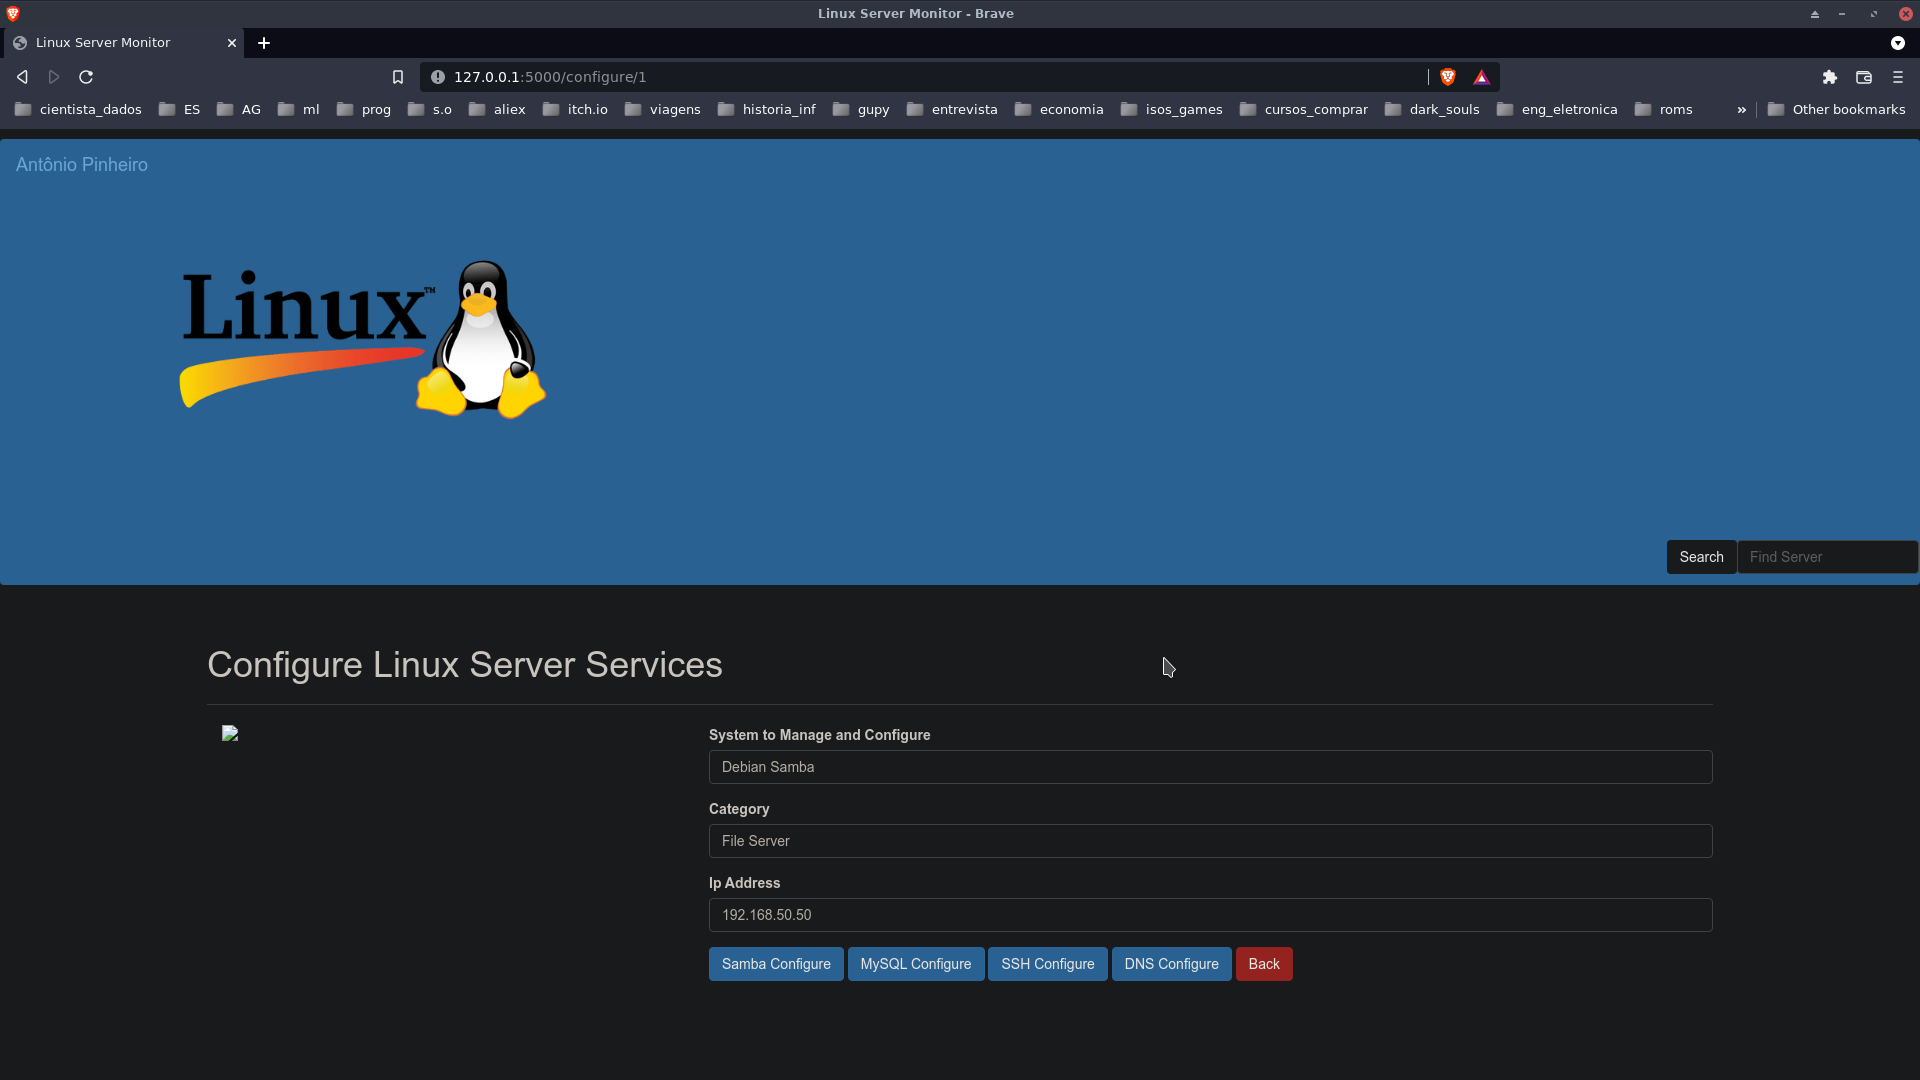 Linux Server Monitor - Brave
Linux Server Monitor
127.0.0.1:5000/configure/1
cientista_dados ES AG ml prog s.o aliex itch.io viagens historia_inf gupy entrevista economia isos_games cursos_comprar dark_souls eng_eletronica roms » Other bookmarks
Antônio Pinheiro
Linux™
Search Find Server
Configure Linux Server Services
System to Manage and Configure
Debian Samba
Category
File Server
Ip Address
192.168.50.50
Samba Configure MySQL Configure SSH Configure DNS Configure Back